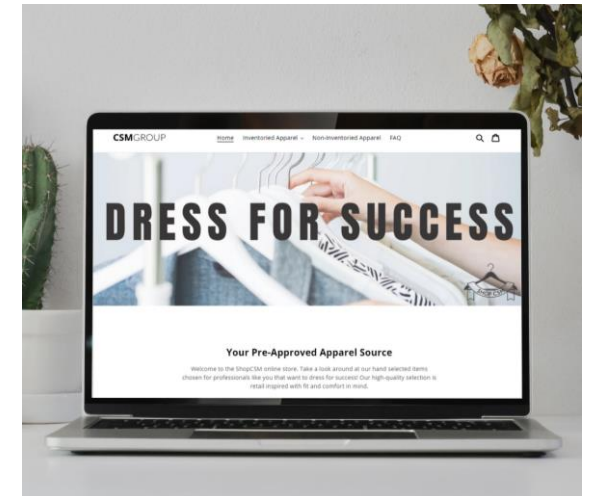 CSMGROUP
Home Inventoried Apparel Non-Inventoried Apparel FAQ
DRESS FOR SUCCESS
Your Pre-Approved Apparel Source
Welcome to the ShopCSM online store. Take a look around at our hand selected items
chosen for professionals like you that want to dress for success! Our high-quality selection is
retail inspired with fit and comfort in mind.